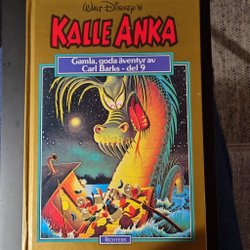 WALT DISNEY'S
KALLE ANKA
Gamla, goda äventyr av
Carl Barks · del 9
RICHTERS